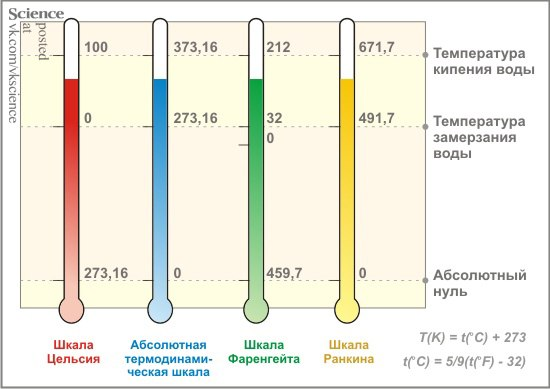 Science
posted
at
vk.com/vkscience
100 373,16 212 671,7
Температура
кипения воды
0 273,16 32 491,7
0
Температура
замерзания
воды
273,16 0 459,7 0
Абсолютный
нуль
Шкала
Цельсия
Абсолютная
термодинами-
ческая шкала
Шкала
Фаренгейта
Шкала
Ранкина
T(K) = t(°C) + 273
t(°C) = 5/9(t(°F) - 32)